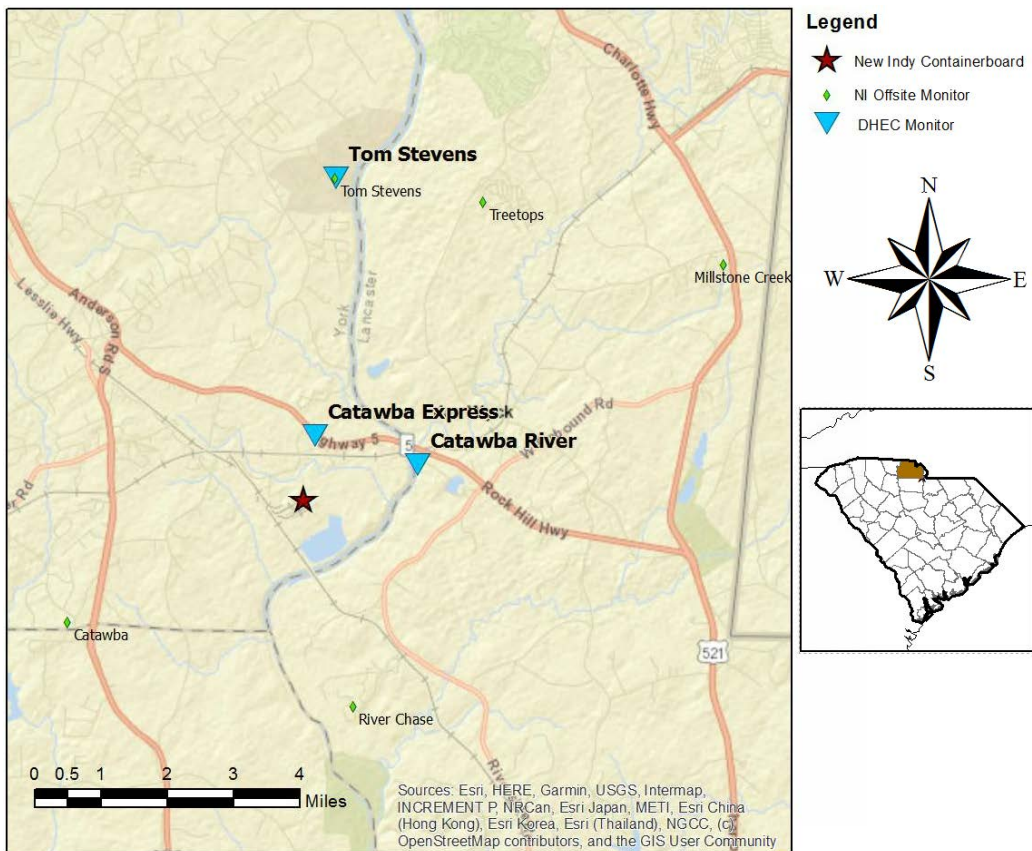 Legend
New Indy Containerboard
NI Offsite Monitor
DHEC Monitor
N
W
E
S
Charlotte Hwy
Tom Stevens
Tom Stevens
Treetops
Millstone Creek
Lesslie Hwy
Anderson Rd S
York
Lancaster
Catawba Express
Highway 5
5
Catawba River
Rock Hill Hwy
Catawba
521
River Chase
0 0.5 1 2 3 4
Miles
Sources: Esri, HERE, Garmin, USGS, Intermap,
INCREMENT P, NRCan, Esri Japan, METI, Esri China
(Hong Kong), Esri Korea, Esri (Thailand), NGCC, (c)
OpenStreetMap contributors, and the GIS User Community